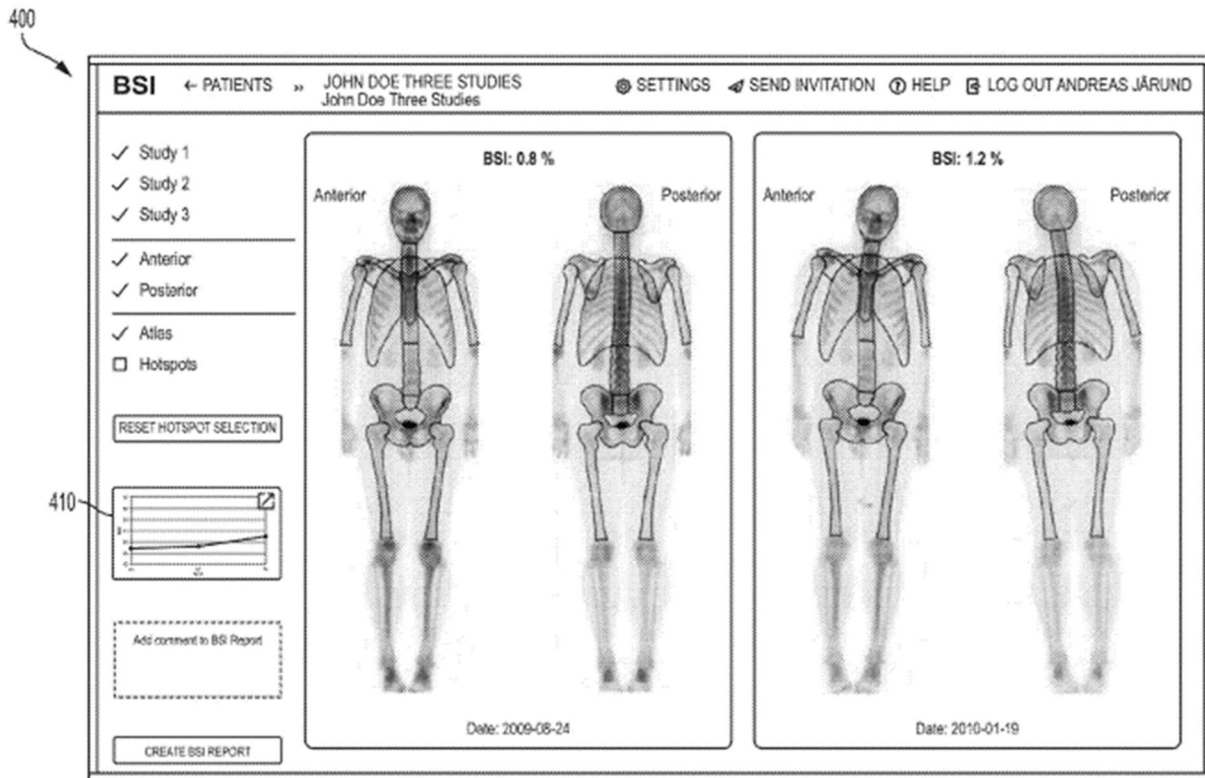 400
BSI ← PATIENTS » JOHN DOE THREE STUDIES SETTINGS SEND INVITATION ? HELP LOG OUT ANDREAS JÄRUND
John Doe Three Studies
✓ Study 1
✓ Study 2
✓ Study 3
✓ Anterior
✓ Posterior
✓ Atlas
Hotspots
RESET HOTSPOT SELECTION
410
Add comment to BSI Report
CREATE BSI REPORT
BSI: 0.8 %
Anterior Posterior
Date: 2009-08-24
BSI: 1.2 %
Anterior Posterior
Date: 2010-01-19